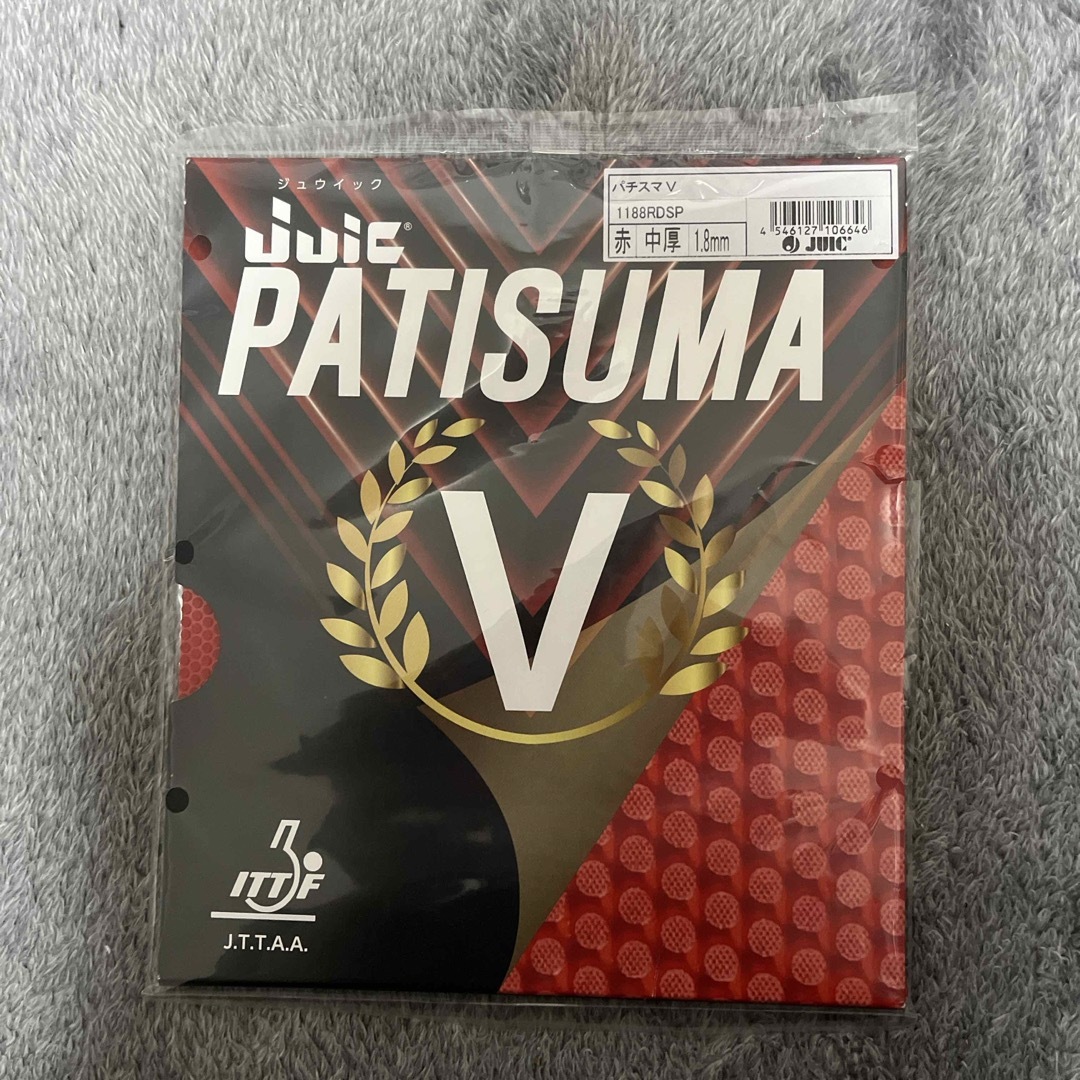 ジュウイック
juic®
PATISUMA
V
パチスマV
1188RDSP
赤 中厚 1.8mm
4 546127 106646
JUIC®
ITTF
J.T.T.A.A.